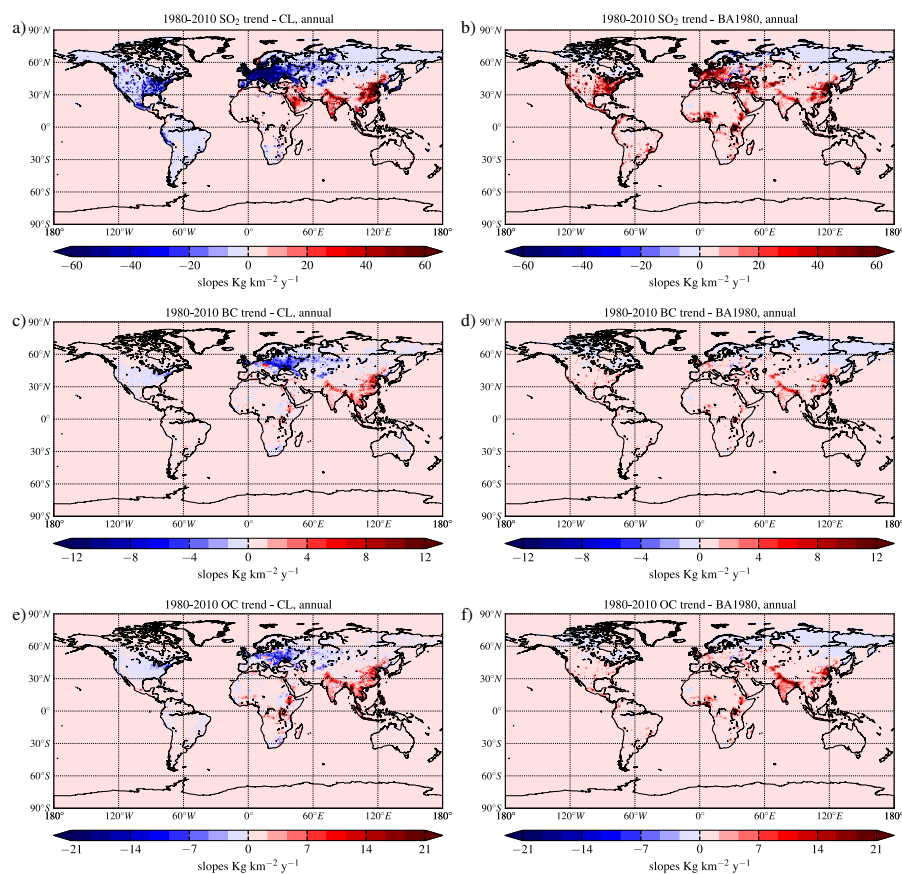 1980-2010 SO₂ trend - CL, annual
a)
90°N
60°N
30°N
0°
30°S
60°S
90°S
180° 120°W 60°W 0° 60°E 120°E 180°
−60 −40 −20 0 20 40 60
slopes Kg km⁻² y⁻¹
1980-2010 SO₂ trend - BA1980, annual
b)
90°N
60°N
30°N
0°
30°S
60°S
90°S
180° 120°W 60°W 0° 60°E 120°E 180°
−60 −40 −20 0 20 40 60
slopes Kg km⁻² y⁻¹
1980-2010 BC trend - CL, annual
c)
90°N
60°N
30°N
0°
30°S
60°S
90°S
180° 120°W 60°W 0° 60°E 120°E 180°
−12 −8 −4 0 4 8 12
slopes Kg km⁻² y⁻¹
1980-2010 BC trend - BA1980, annual
d)
90°N
60°N
30°N
0°
30°S
60°S
90°S
180° 120°W 60°W 0° 60°E 120°E 180°
−12 −8 −4 0 4 8 12
slopes Kg km⁻² y⁻¹
1980-2010 OC trend - CL, annual
e)
90°N
60°N
30°N
0°
30°S
60°S
90°S
180° 120°W 60°W 0° 60°E 120°E 180°
−21 −14 −7 0 7 14 21
slopes Kg km⁻² y⁻¹
1980-2010 OC trend - BA1980, annual
f)
90°N
60°N
30°N
0°
30°S
60°S
90°S
180° 120°W 60°W 0° 60°E 120°E 180°
−21 −14 −7 0 7 14 21
slopes Kg km⁻² y⁻¹